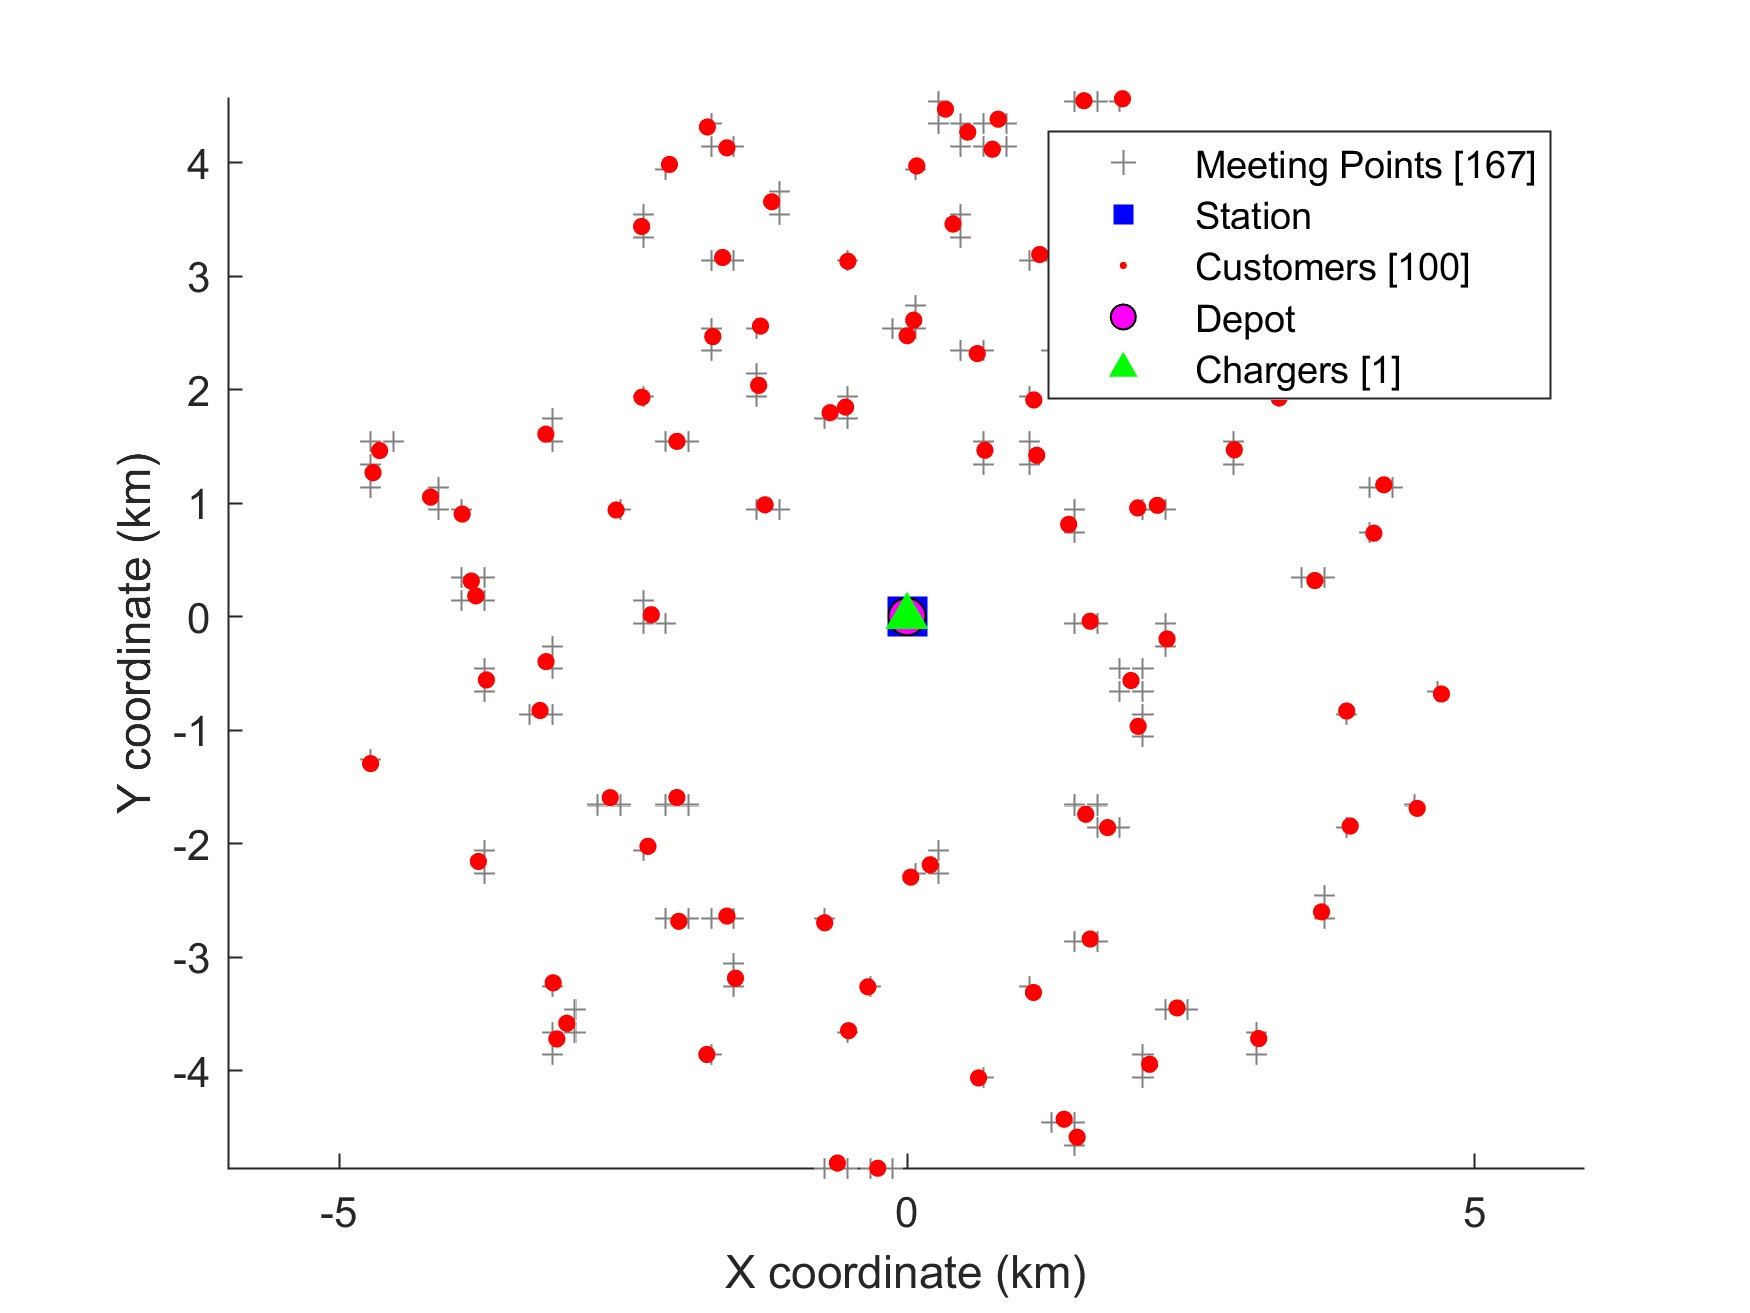 Meeting Points [167]
Station
Customers [100]
Depot
Chargers [1]
4
3
2
1
0
-1
-2
-3
-4
Y coordinate (km)
-5 0 5
X coordinate (km)